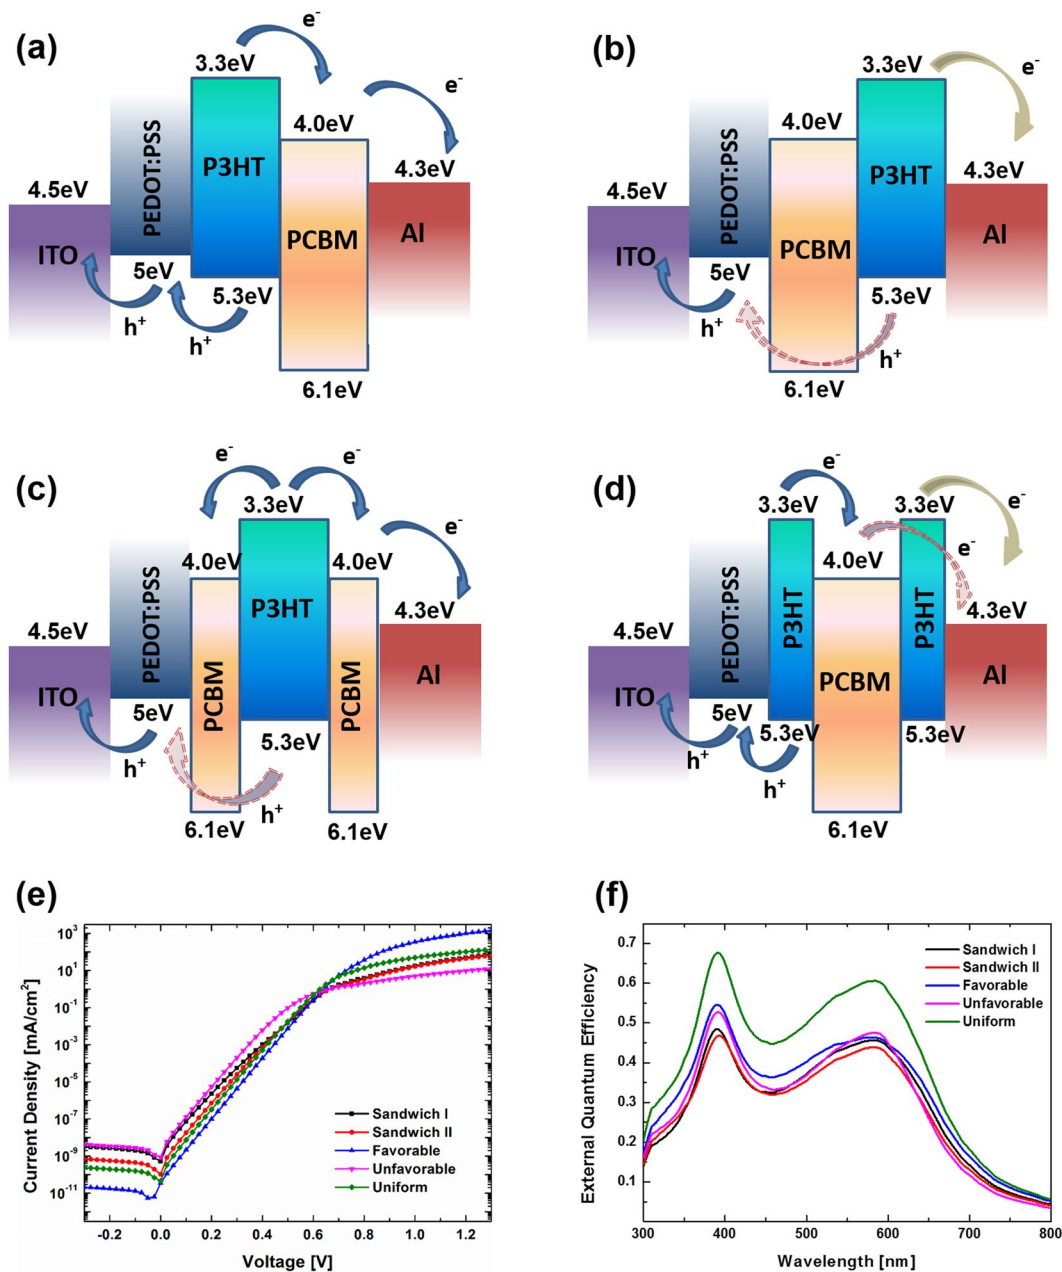 (a)
e⁻
e⁻
3.3eV
4.0eV
4.5eV
4.3eV
PEDOT:PSS
P3HT
PCBM
ITO
Al
5eV
5.3eV
h⁺
h⁺
6.1eV
(b)
3.3eV
e⁻
4.0eV
4.5eV
4.3eV
PEDOT:PSS
P3HT
PCBM
ITO
Al
5eV
5.3eV
h⁺
h⁺
6.1eV
(c)
e⁻
e⁻
3.3eV
e⁻
4.0eV
4.0eV
4.5eV
4.3eV
PEDOT:PSS
P3HT
PCBM
PCBM
ITO
Al
5eV
5.3eV
h⁺
h⁺
6.1eV
6.1eV
(d)
e⁻
3.3eV
3.3eV
e⁻
4.0eV
e⁻
4.5eV
4.3eV
PEDOT:PSS
P3HT
P3HT
PCBM
ITO
Al
5eV
5.3eV
5.3eV
h⁺
h⁺
6.1eV
(e)
Current Density [mA/cm²]
10³
10¹
10⁻¹
10⁻³
10⁻⁵
10⁻⁷
10⁻⁹
10⁻¹¹
Sandwich I
Sandwich II
Favorable
Unfavorable
Uniform
-0.2 0.0 0.2 0.4 0.6 0.8 1.0 1.2
Voltage [V]
(f)
External Quantum Efficiency
0.7
0.6
0.5
0.4
0.3
0.2
0.1
Sandwich I
Sandwich II
Favorable
Unfavorable
Uniform
300 400 500 600 700 800
Wavelength [nm]